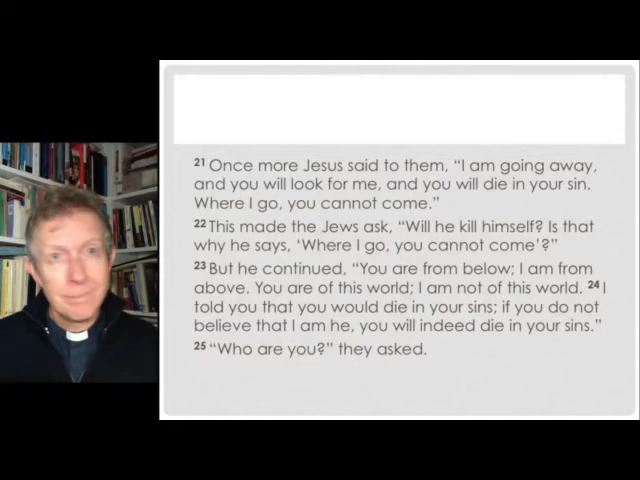 21 Once more Jesus said to them, “I am going away,
and you will look for me, and you will die in your sin.
Where I go, you cannot come.”
22 This made the Jews ask, “Will he kill himself? Is that
why he says, ‘Where I go, you cannot come’?”
23 But he continued, “You are from below; I am from
above. You are of this world; I am not of this world. 24 I
told you that you would die in your sins; if you do not
believe that I am he, you will indeed die in your sins.”
25 “Who are you?” they asked.